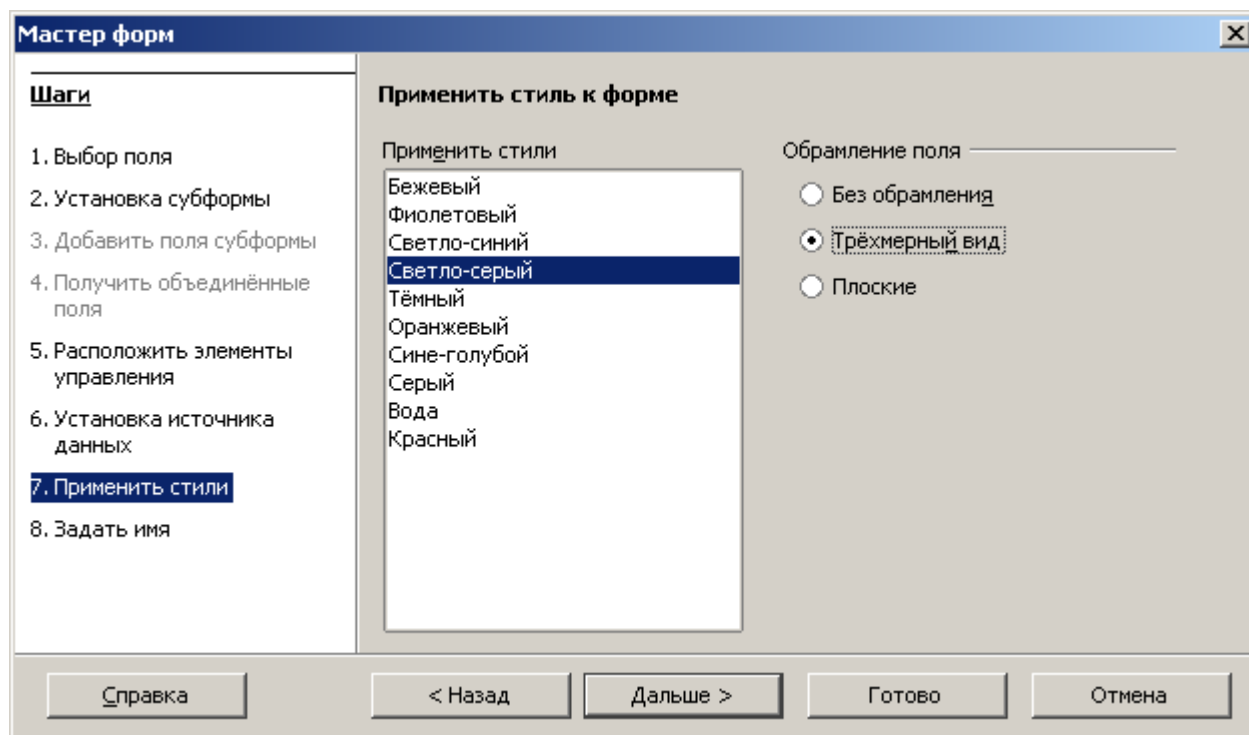 Мастер форм
Шаги
1. Выбор поля
2. Установка субформы
3. Добавить поля субформы
4. Получить объединённые
поля
5. Расположить элементы
управления
6. Установка источника
данных
7. Применить стили
8. Задать имя
Применить стиль к форме
Применить стили
Бежевый
Фиолетовый
Светло-синий
Светло-серый
Тёмный
Оранжевый
Сине-голубой
Серый
Вода
Красный
Обрамление поля
Без обрамления
Трёхмерный вид
Плоские
Справка
< Назад
Дальше >
Готово
Отмена